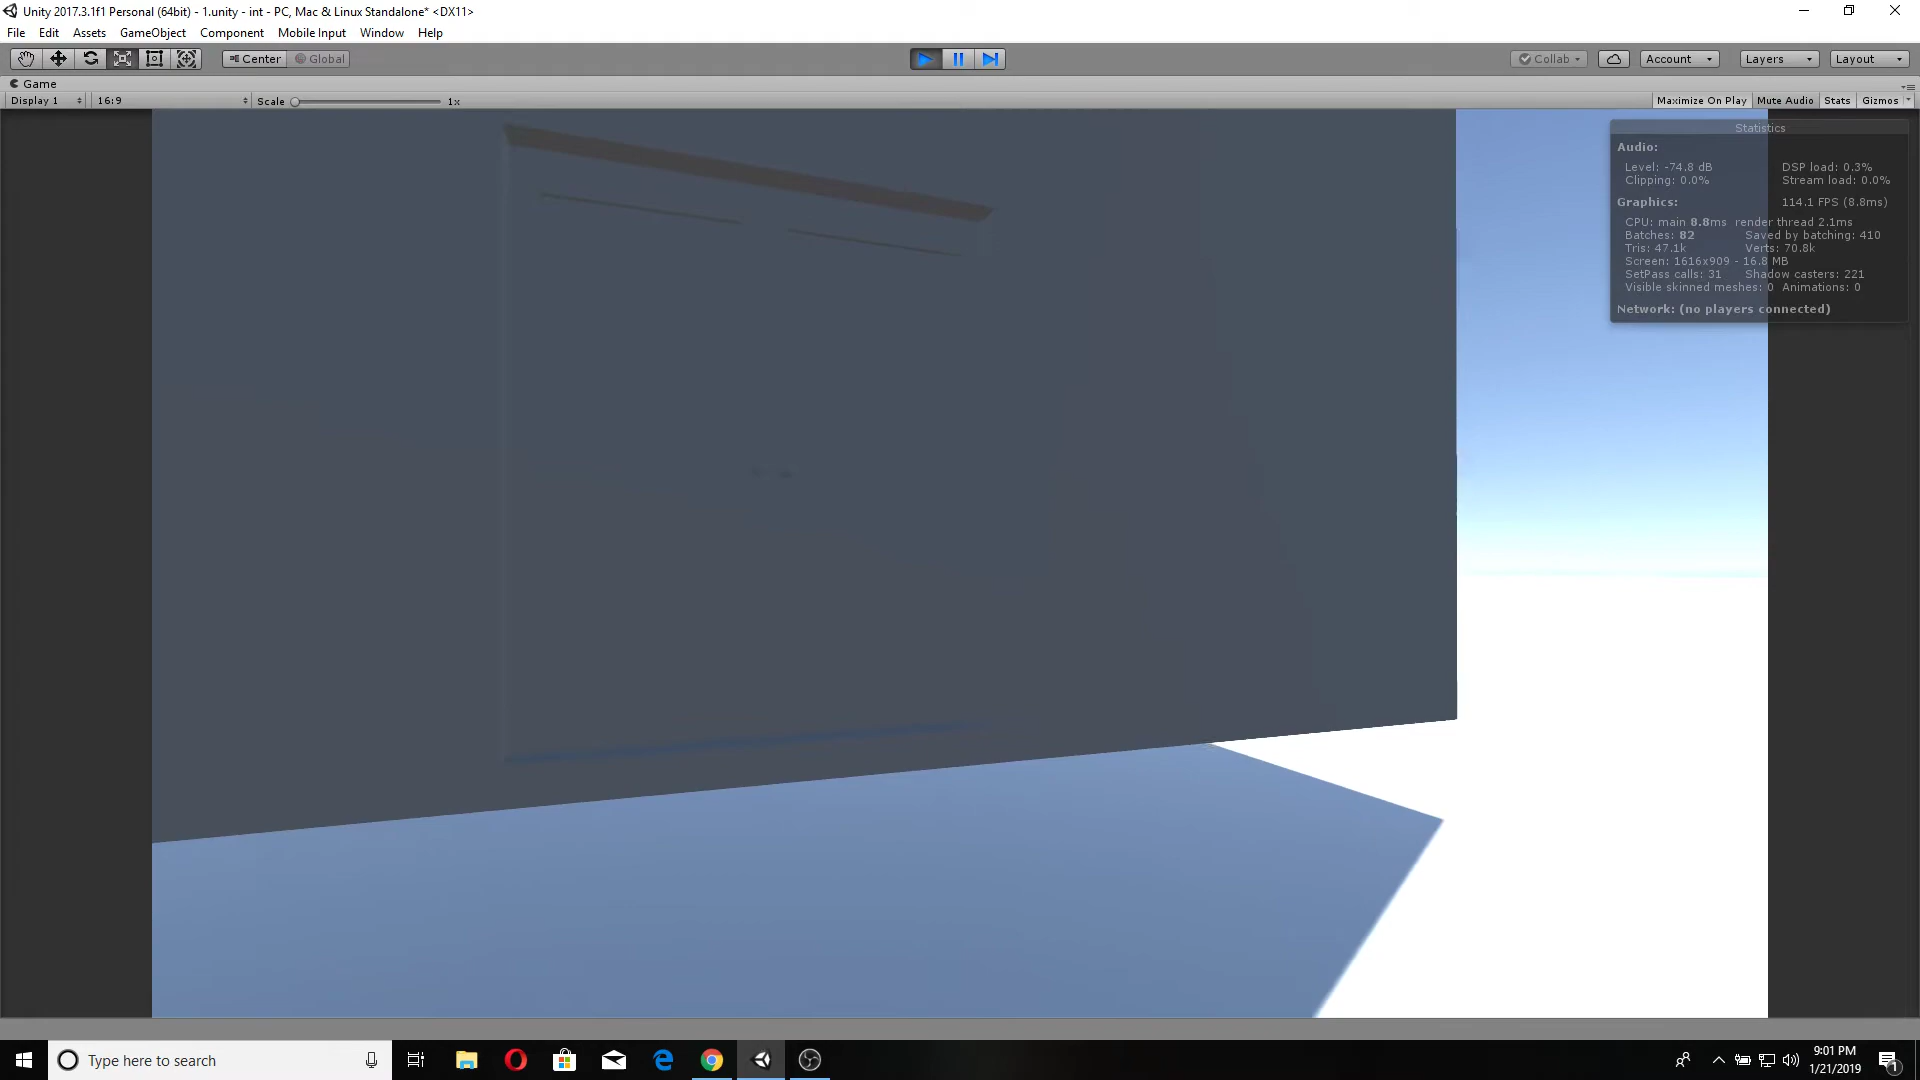 Unity 2017.3.1f1 Personal (64bit) - 1.unity - int - PC, Mac & Linux Standalone* <DX11>
File Edit Assets GameObject Component Mobile Input Window Help
Center Global Collab Account Layers Layout
Game
Display 1 16:9 Scale 1x Maximize On Play Mute Audio Stats Gizmos
Statistics
Audio:
Level: -74.8 dB DSP load: 0.3%
Clipping: 0.0% Stream load: 0.0%
Graphics: 114.1 FPS (8.8ms)
CPU: main 8.8ms render thread 2.1ms
Batches: 82 Saved by batching: 410
Tris: 47.1k Verts: 70.8k
Screen: 1616x909 - 16.8 MB
SetPass calls: 31 Shadow casters: 221
Visible skinned meshes: 0 Animations: 0
Network: (no players connected)
Type here to search
9:01 PM
1/21/2019
1